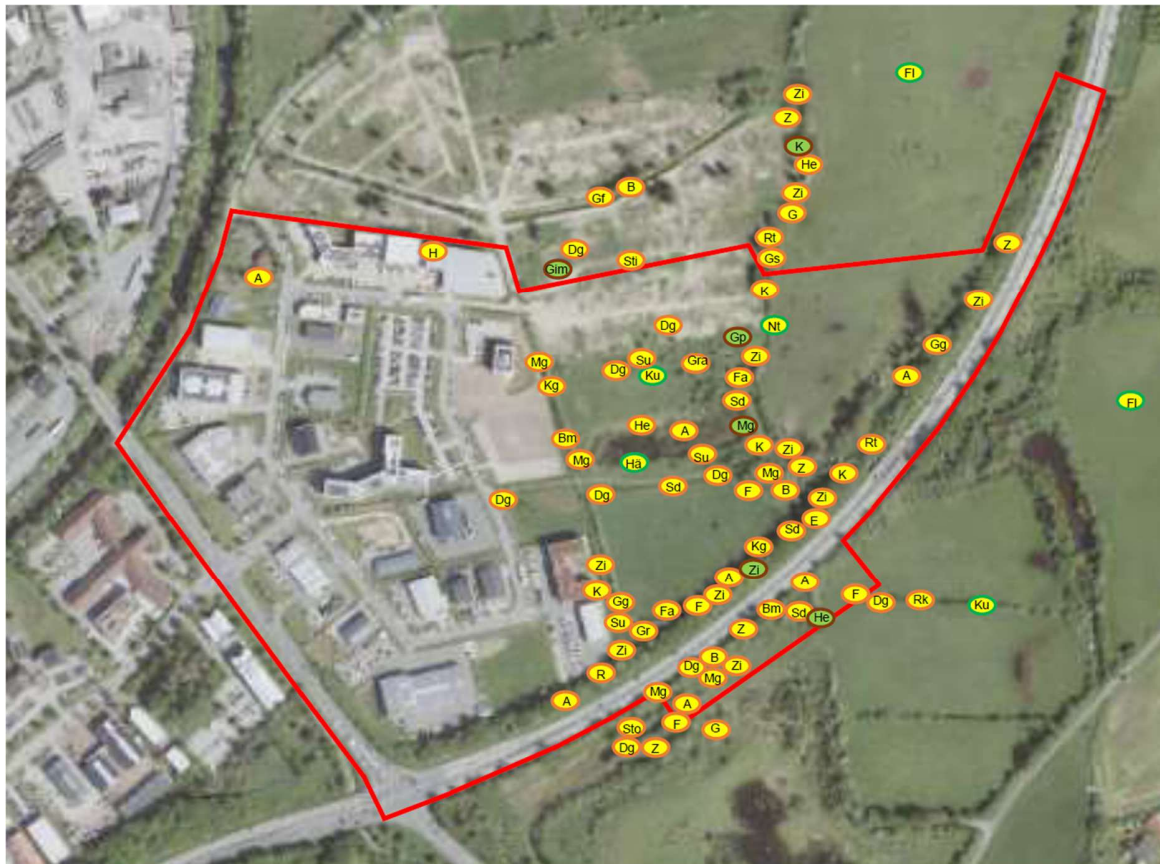 Fl
Zi
Z
K
He
Zi
G
B
Gf
Rt
Gs
Z
H
Dg
Sti
Gim
A
K
Zi
Dg
Nt
Gp
Gg
Mg
Su
Gra
Zi
Dg
Ku
Fa
A
Kg
Sd
Fl
He
A
Mg
Bm
K
Zi
Rt
Mg
Hä
Su
Z
Dg
Mg
K
Sd
F
B
Dg
Dg
Zi
E
Sd
Kg
Zi
Zi
A
A
K
Zi
F
Gg
Fa
F
Dg
Rk
Ku
Bm
Sd
He
Su
Gr
Z
Zi
B
Dg
Zi
R
Mg
Mg
A
A
F
Sto
G
Dg
Z